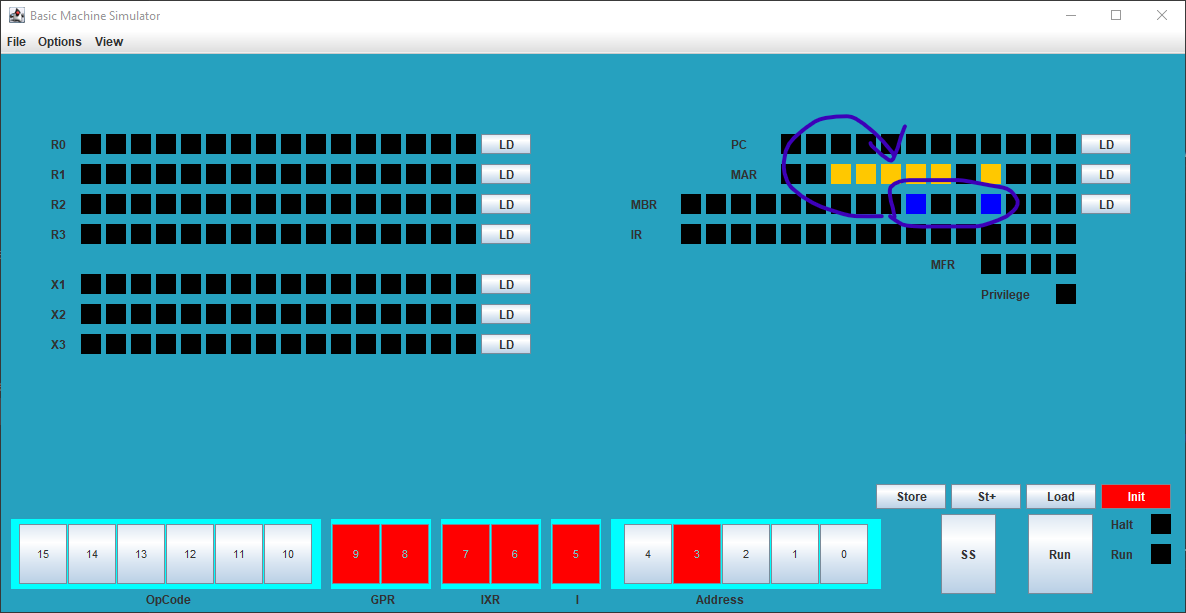 Basic Machine Simulator
File Options View
R0 LD PC LD
R1 LD MAR LD
R2 LD MBR LD
R3 LD IR
MFR
X1 LD Privilege
X2 LD
X3 LD
Store St+ Load Init
15 14 13 12 11 10 9 8 7 6 5 4 3 2 1 0 SS Run Halt
Run
OpCode GPR IXR I Address